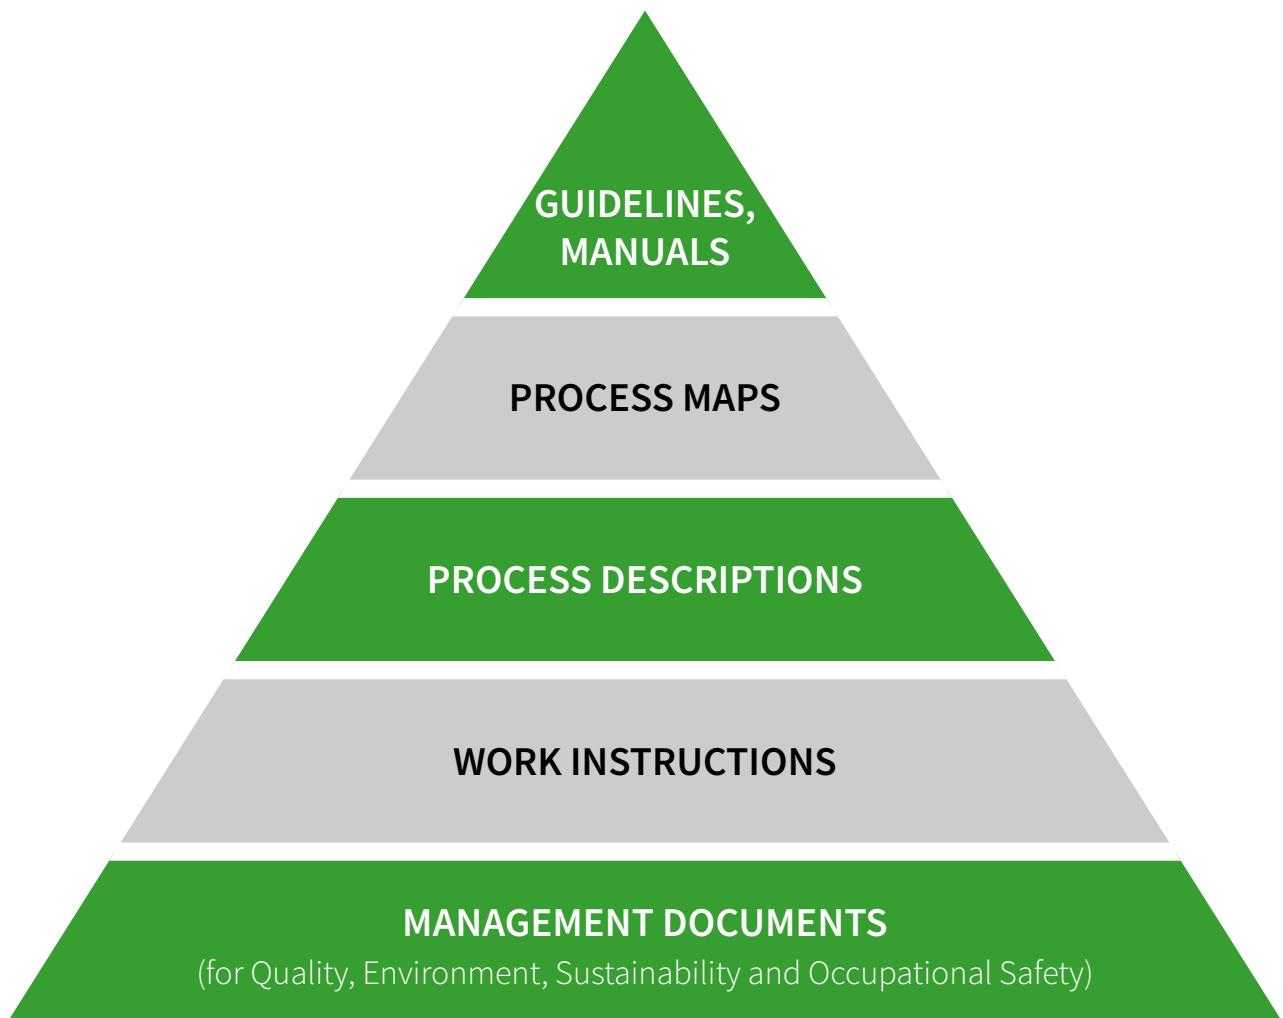 GUIDELINES,
MANUALS
PROCESS MAPS
PROCESS DESCRIPTIONS
WORK INSTRUCTIONS
MANAGEMENT DOCUMENTS
(for Quality, Environment, Sustainability and Occupational Safety)